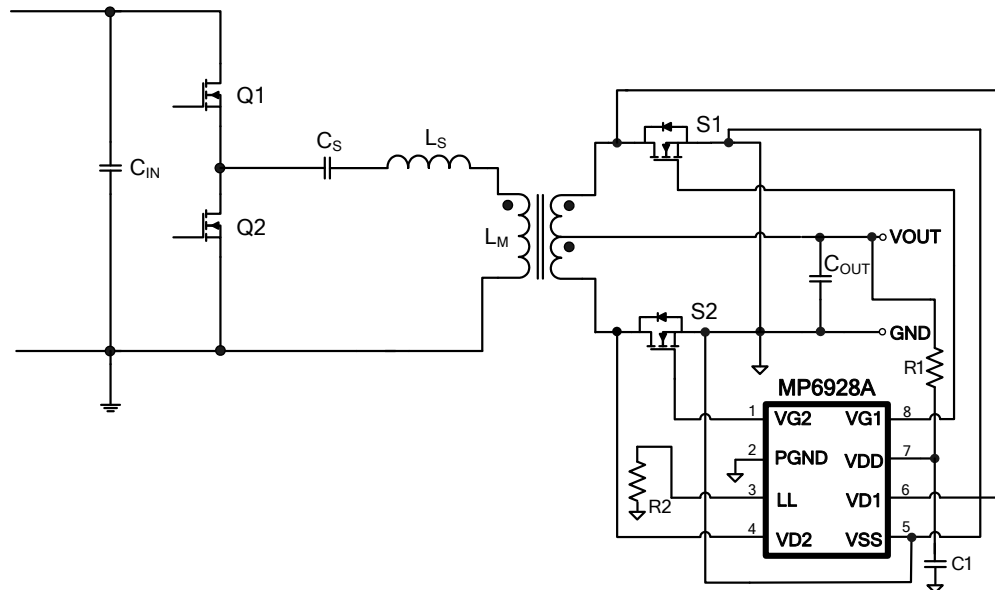 Q1
S1
C_S
L_S
C_IN
Q2
L_M
VOUT
C_OUT
S2
GND
R1
MP6928A
1
VG2
VG1
8
2
PGND
VDD
7
R2
3
LL
VD1
6
4
VD2
VSS
5
C1